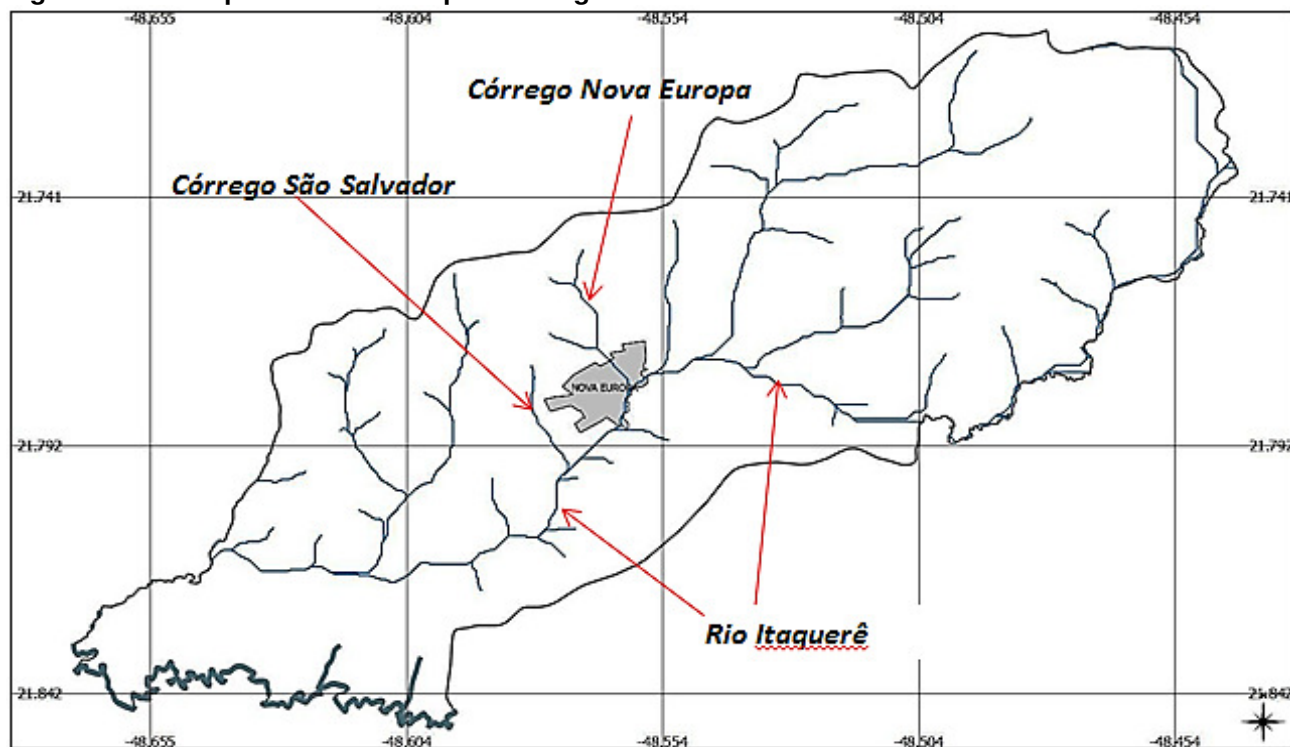 -48.655 -48.604 -48.554 -48.504 -48.454
Córrego Nova Europa
Córrego São Salvador
21.741 21.741
NOVA EUROPA
21.792 21.792
Rio Itaquerê
21.842 21.842
-48.655 -48.604 -48.554 -48.504 -48.454